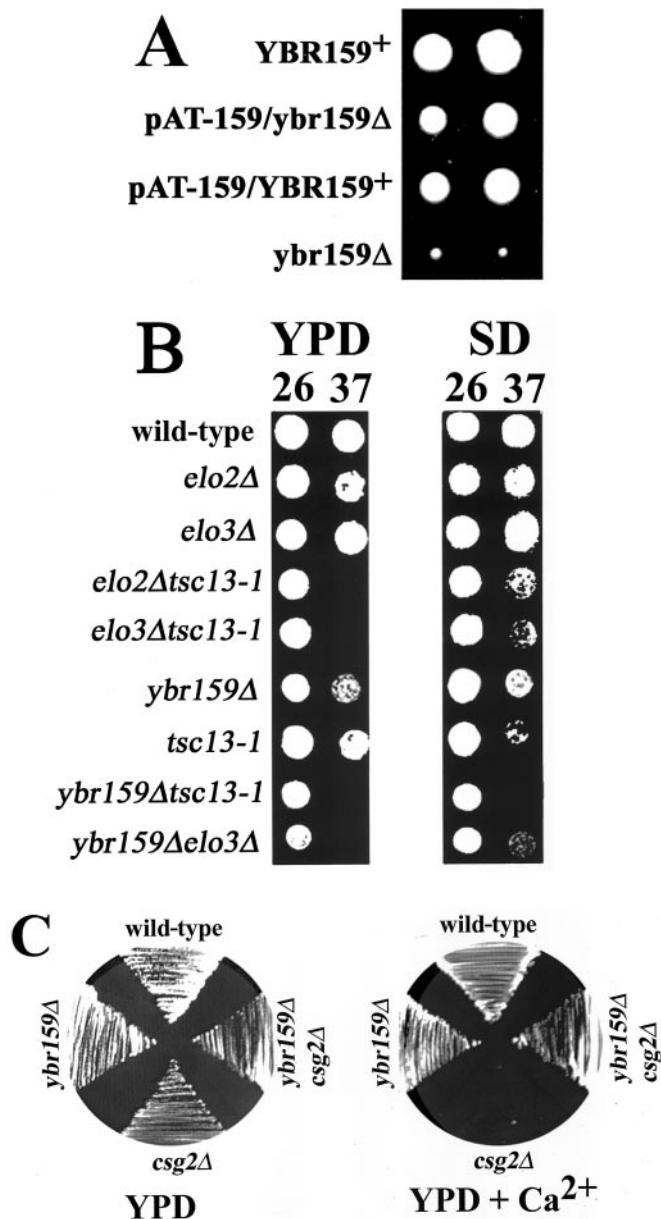 A
YBR159+
pAT-159/ybr159Δ
pAT-159/YBR159+
ybr159Δ
B
YPD SD
26 37 26 37
wild-type
elo2Δ
elo3Δ
elo2Δtsc13-1
elo3Δtsc13-1
ybr159Δ
tsc13-1
ybr159Δtsc13-1
ybr159Δelo3Δ
C
wild-type wild-type
ybr159Δ
ybr159Δ
csg2Δ
ybr159Δ
ybr159Δ
csg2Δ
csg2Δ csg2Δ
YPD YPD + Ca2+